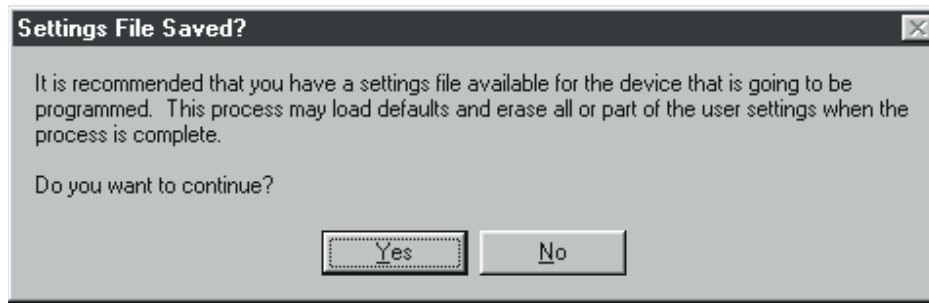 Settings File Saved?
It is recommended that you have a settings file available for the device that is going to be
programmed.  This process may load defaults and erase all or part of the user settings when the
process is complete.
Do you want to continue?
Yes
No